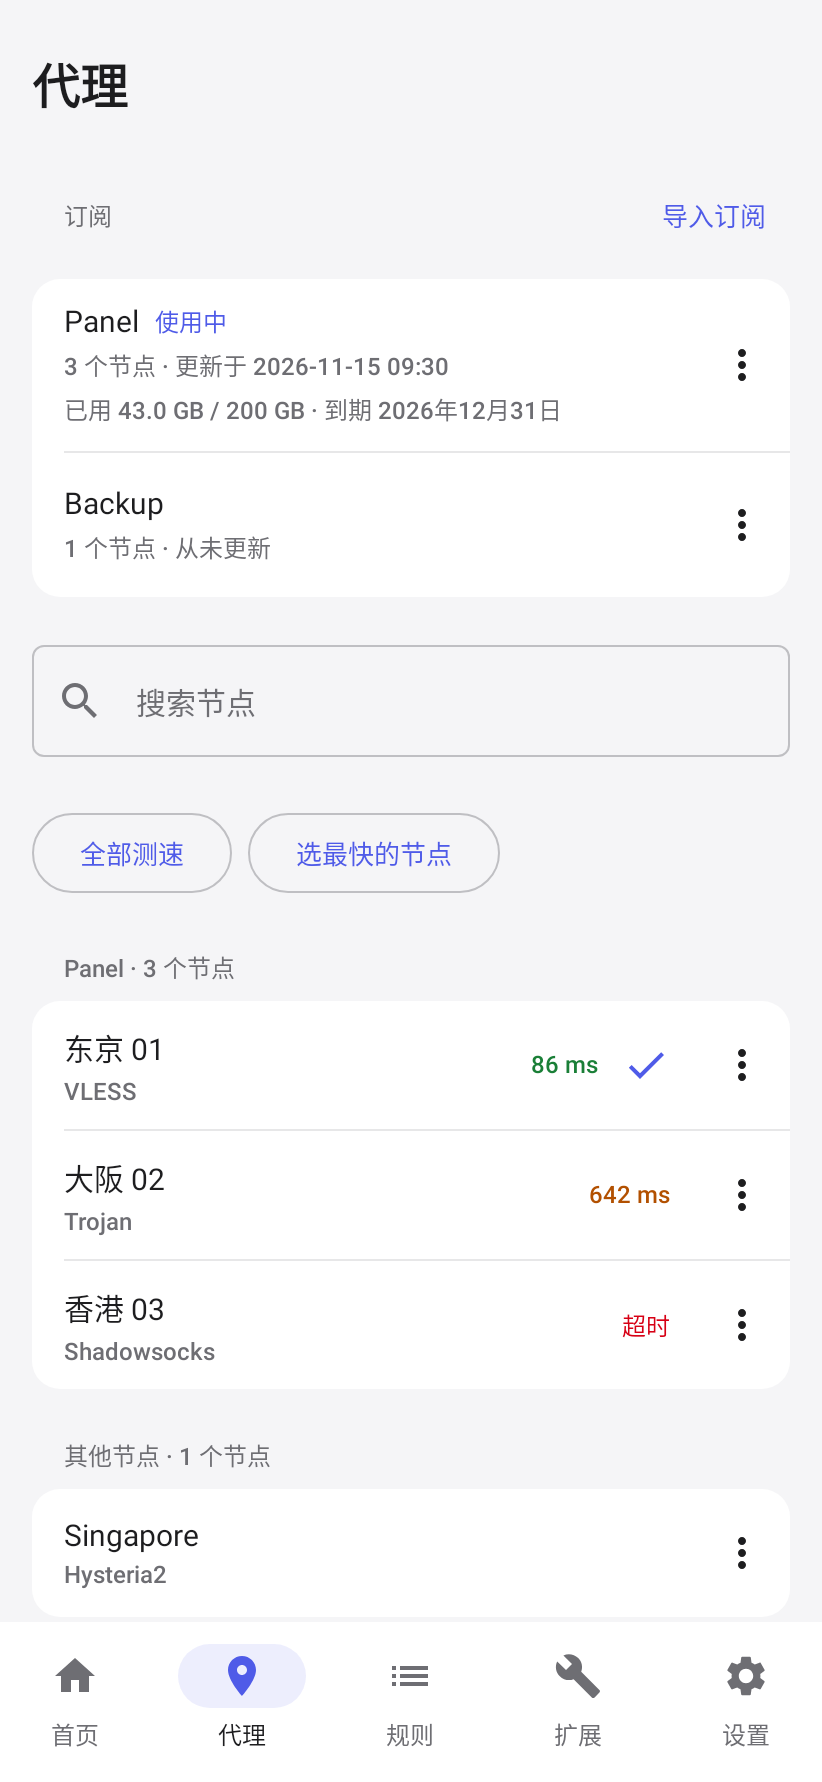 代理
订阅
导入订阅
Panel 使用中
3 个节点 · 更新于 2026-11-15 09:30
已用 43.0 GB / 200 GB · 到期 2026年12月31日
Backup
1 个节点 · 从未更新
搜索节点
全部测速
选最快的节点
Panel · 3 个节点
东京 01
86 ms
VLESS
大阪 02
642 ms
Trojan
香港 03
超时
Shadowsocks
其他节点 · 1 个节点
Singapore
Hysteria2
首页
代理
规则
扩展
设置